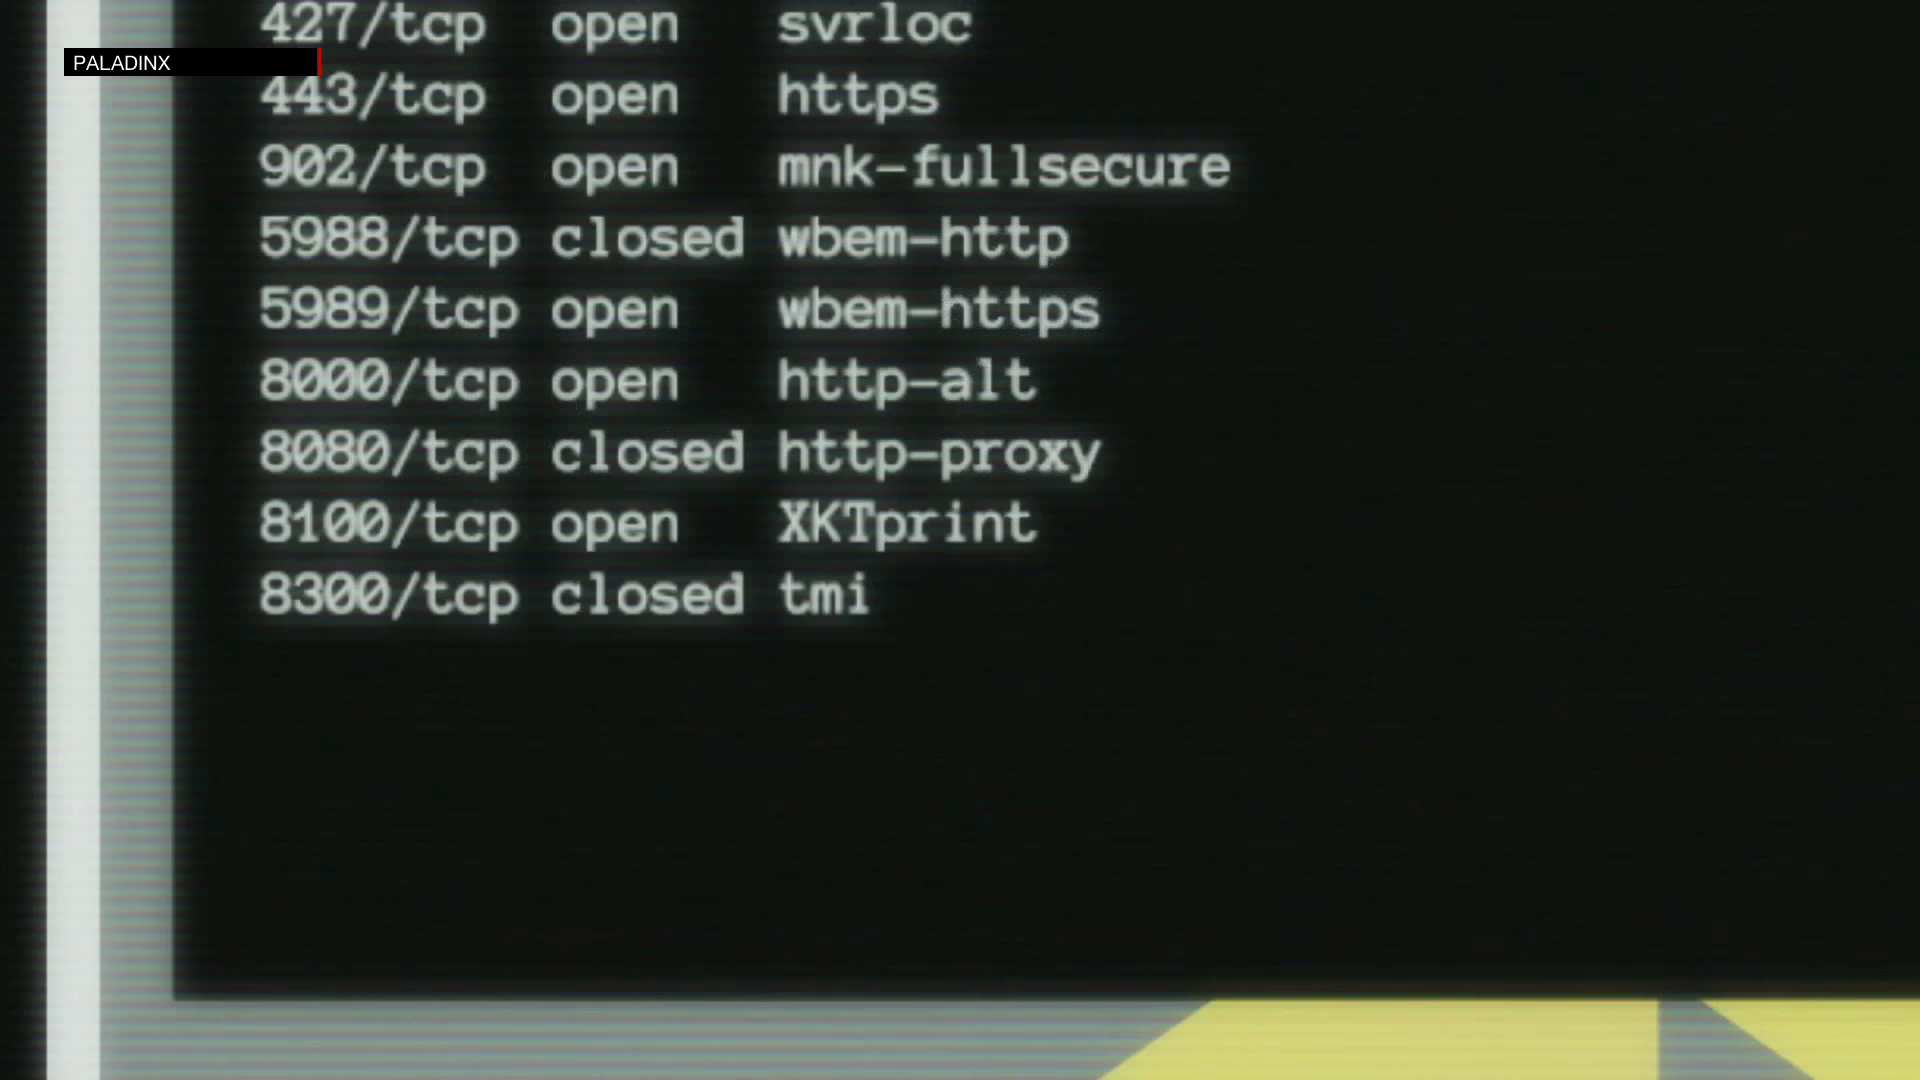 427/tcp open svrloc
PALADINX
443/tcp open https
902/tcp open mnk-fullsecure
5988/tcp closed wbem-http
5989/tcp open wbem-https
8000/tcp open http-alt
8080/tcp closed http-proxy
8100/tcp open XKTprint
8300/tcp closed tmi